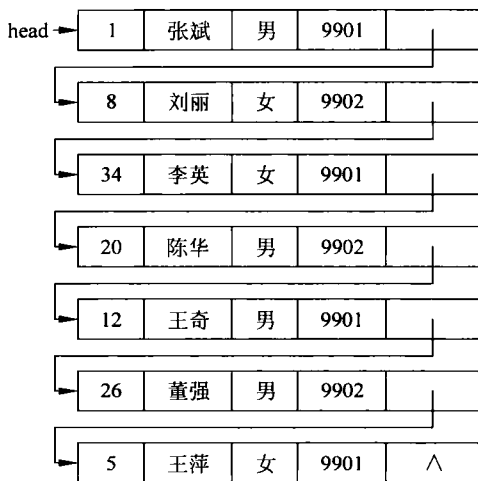 head 1 张斌 男 9901
8 刘丽 女 9902
34 李英 女 9901
20 陈华 男 9902
12 王奇 男 9901
26 董强 男 9902
5 王萍 女 9901 ∧